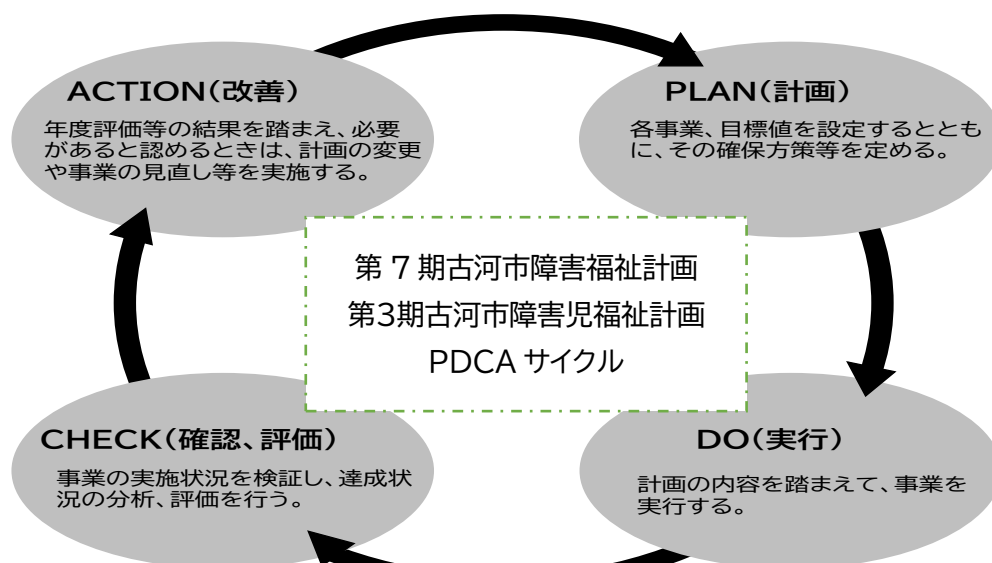 ACTION(改善)
年度評価等の結果を踏まえ、必要
があると認めるときは、計画の変更
や事業の見直し等を実施する。
PLAN(計画)
各事業、目標値を設定するととも
に、その確保方策等を定める。
第 7 期古河市障害福祉計画
第3期古河市障害児福祉計画
PDCA サイクル
CHECK(確認、評価)
事業の実施状況を検証し、達成状
況の分析、評価を行う。
DO(実行)
計画の内容を踏まえて、事業を
実行する。